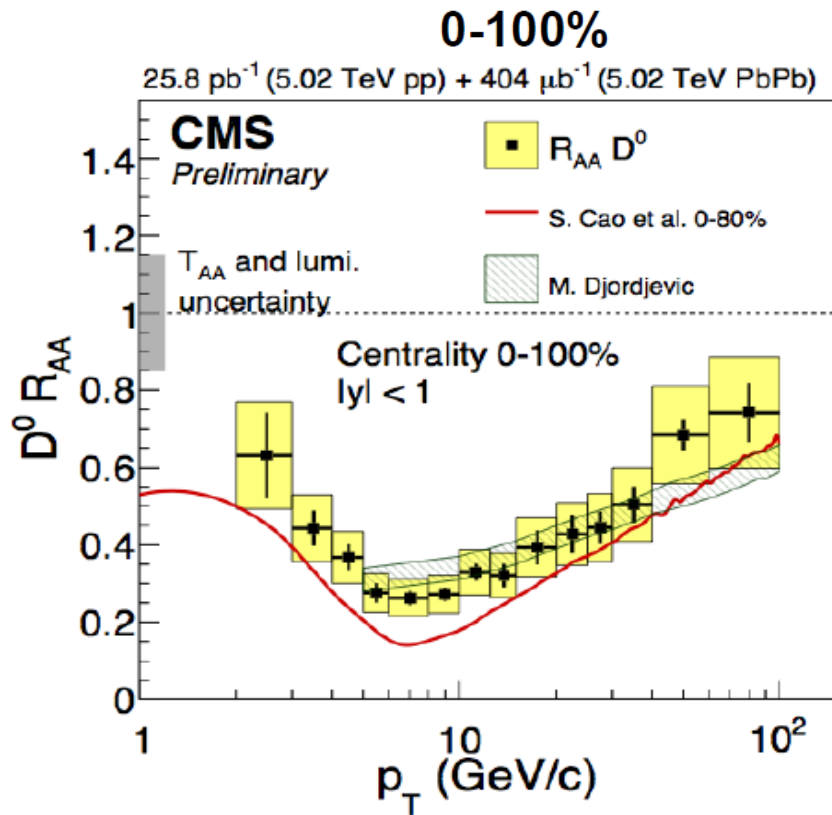 0-100%
25.8 pb⁻¹ (5.02 TeV pp) + 404 μb⁻¹ (5.02 TeV PbPb)
CMS
Preliminary
R_AA D⁰
S. Cao et al. 0-80%
M. Djordjevic
T_AA and lumi.
uncertainty
Centrality 0-100%
|y| < 1
D⁰ R_AA
1.4
1.2
1
0.8
0.6
0.4
0.2
0
1
10
10²
p_T (GeV/c)